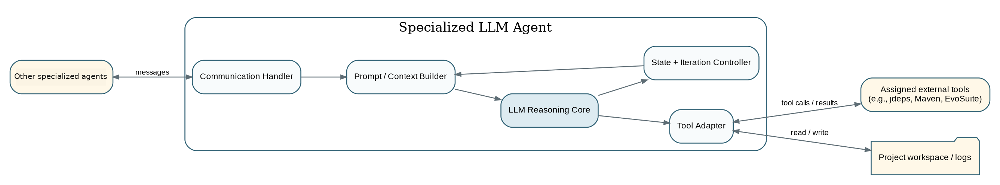 Specialized LLM Agent
Other specialized agents
messages
Communication Handler
Prompt / Context Builder
LLM Reasoning Core
State + Iteration Controller
Tool Adapter
tool calls / results
read / write
Assigned external tools
(e.g., jdeps, Maven, EvoSuite)
Project workspace / logs